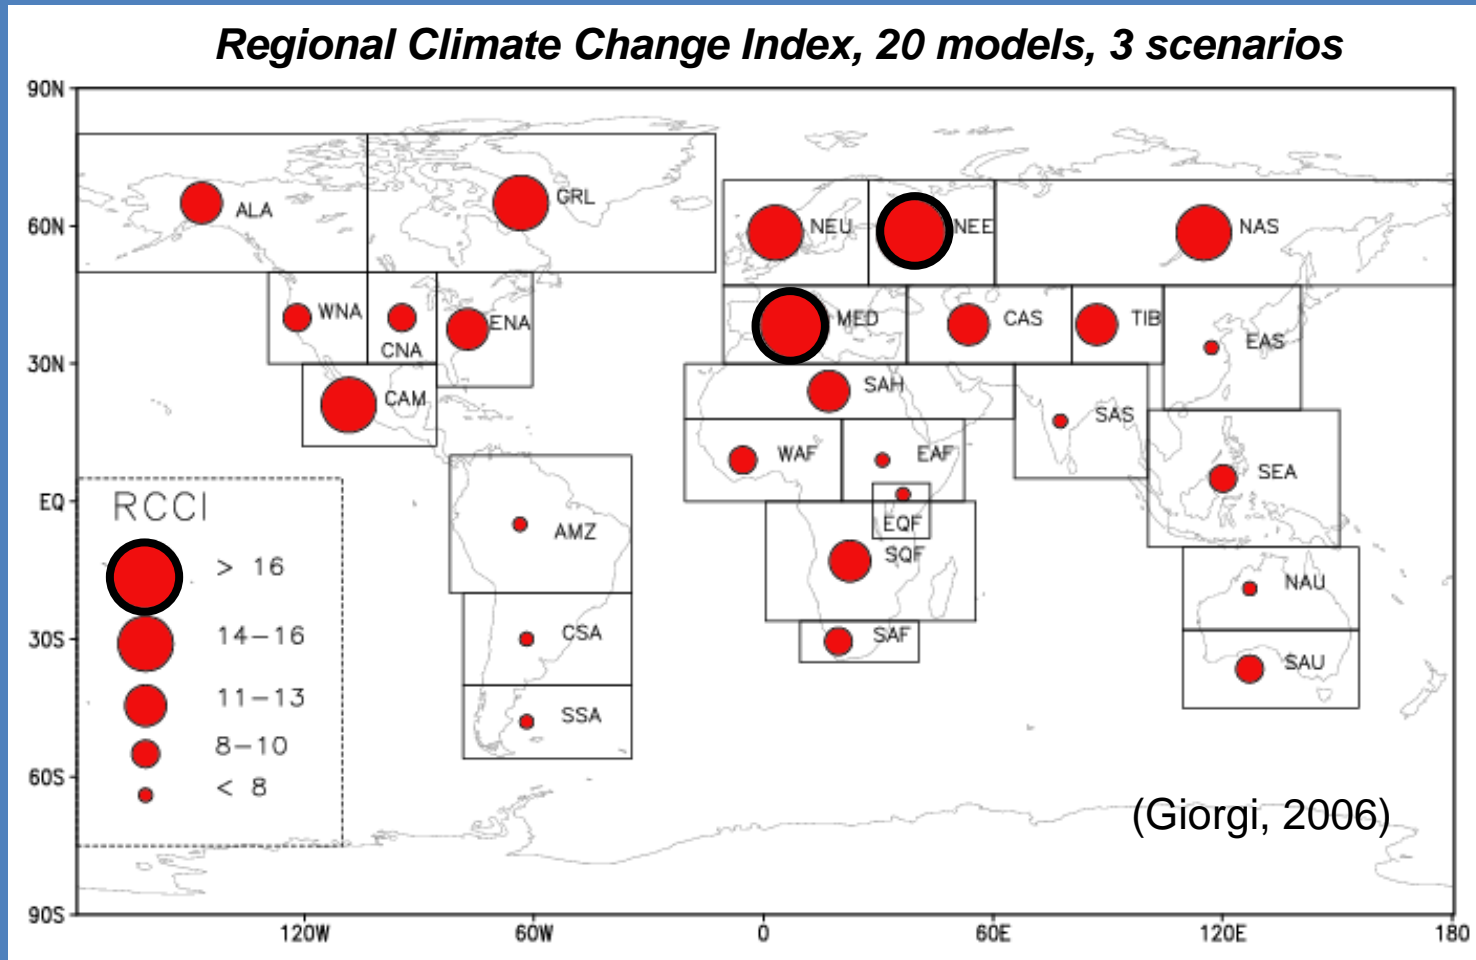 Regional Climate Change Index, 20 models, 3 scenarios
90N
60N
30N
EQ
30S
60S
90S
ALA
GRL
NEU
NEE
NAS
WNA
CNA
ENA
MED
CAS
TIB
EAS
CAM
SAH
SAS
WAF
EAF
SEA
EQF
AMZ
SQF
NAU
CSA
SAF
SAU
SSA
RCCI
> 16
14-16
11-13
8-10
< 8
(Giorgi, 2006)
120W
60W
0
60E
120E
180